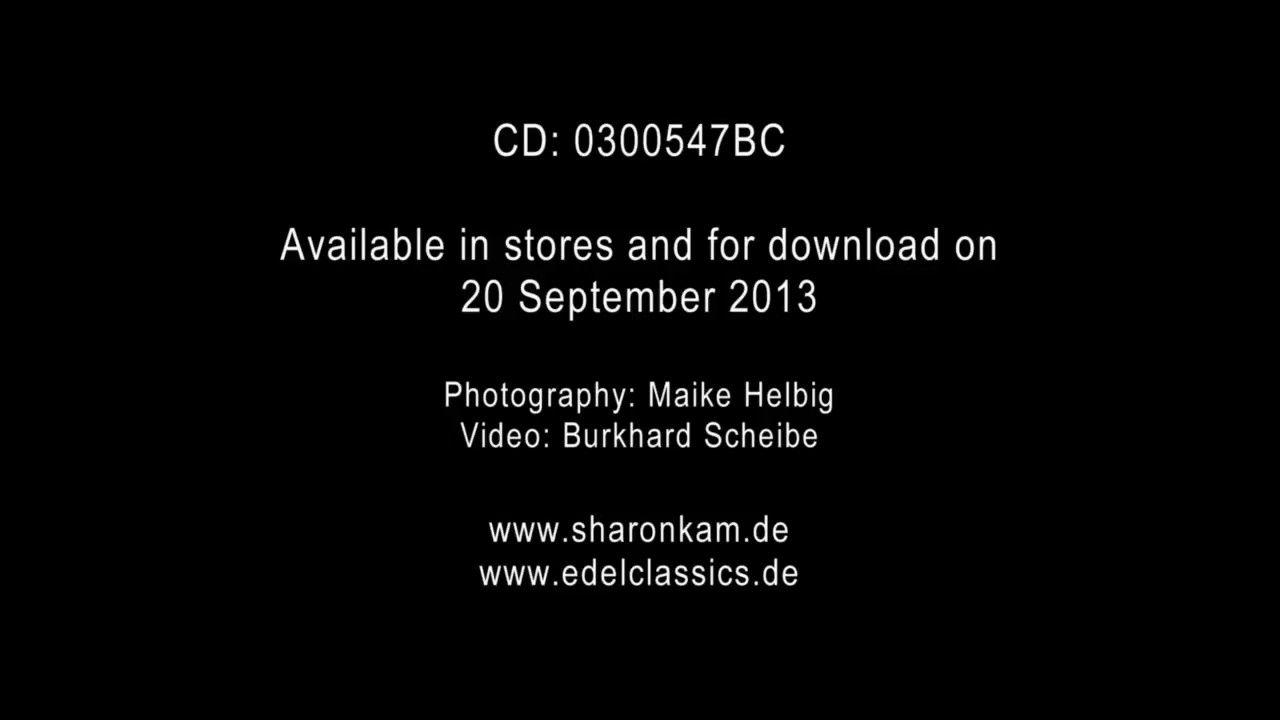 CD: 0300547BC
Available in stores and for download on
20 September 2013
Photography: Maike Helbig
Video: Burkhard Scheibe
www.sharonkam.de
www.edelclassics.de